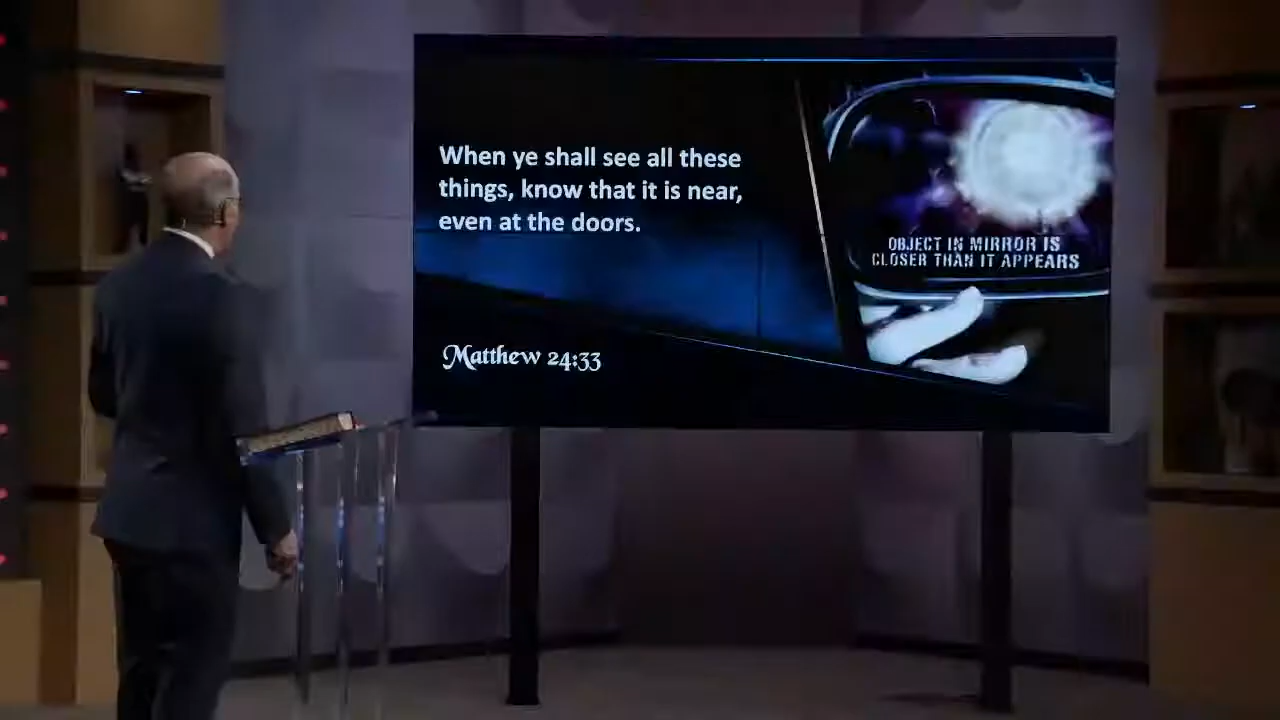 When ye shall see all these
things, know that it is near,
even at the doors.
Matthew 24:33
OBJECT IN MIRROR IS
CLOSER THAN IT APPEARS